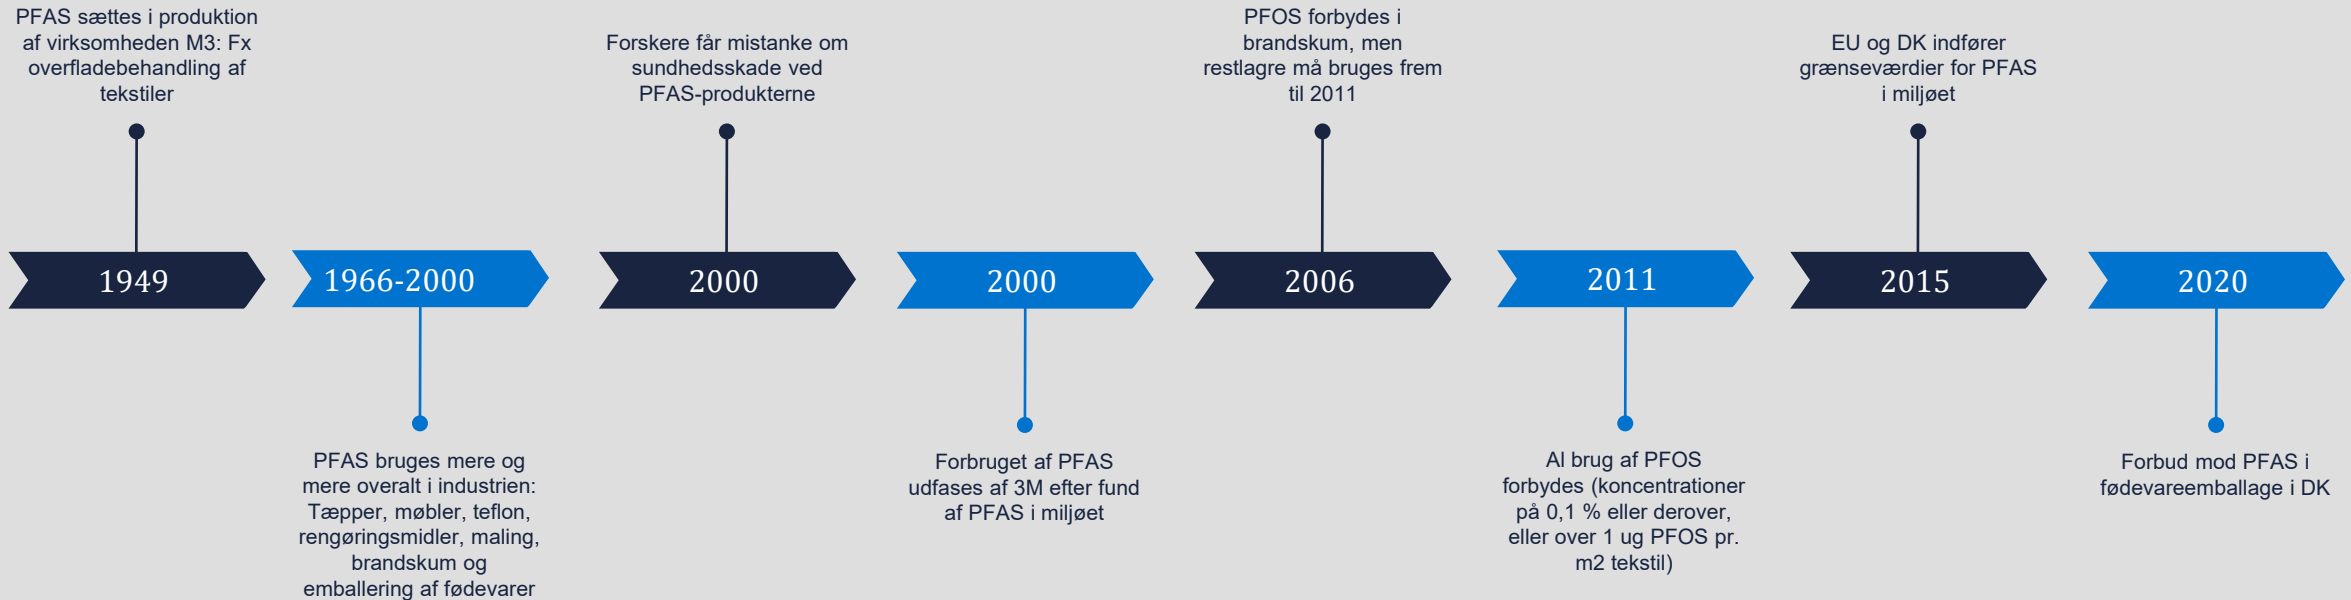 PFAS sættes i produktion
af virksomheden M3: Fx
overfladebehandling af
tekstiler
1949
1966-2000
PFAS bruges mere og
mere overalt i industrien:
Tæpper, møbler, teflon,
rengøringsmidler, maling,
brandskum og
emballering af fødevarer
Forskere får mistanke om
sundhedsskade ved
PFAS-produkterne
2000
2000
Forbruget af PFAS
udfases af 3M efter fund
af PFAS i miljøet
PFOS forbydes i
brandskum, men
restlagre må bruges frem
til 2011
2006
2011
Al brug af PFOS
forbydes (koncentrationer
på 0,1 % eller derover,
eller over 1 ug PFOS pr.
m2 tekstil)
EU og DK indfører
grænseværdier for PFAS
i miljøet
2015
2020
Forbud mod PFAS i
fødevareemballage i DK